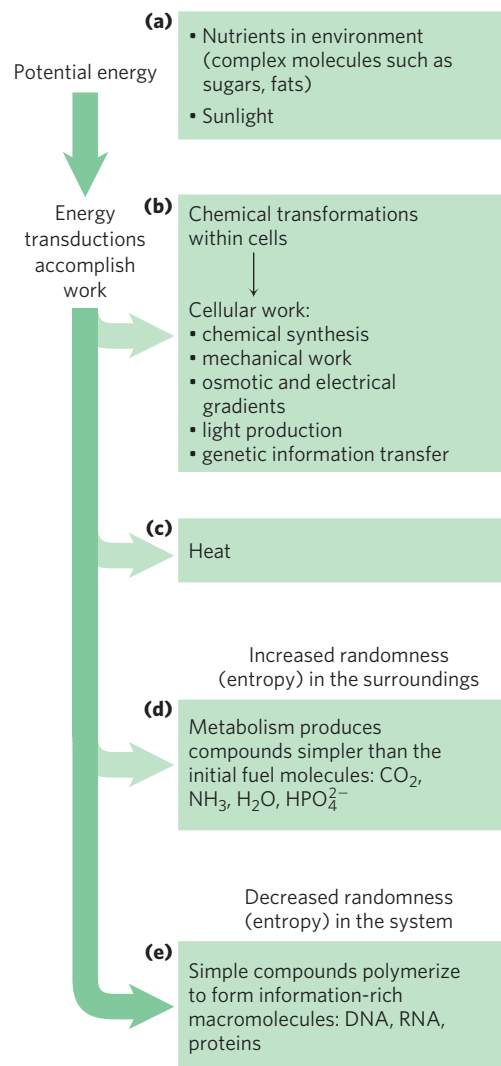 (a)
• Nutrients in environment
(complex molecules such as
sugars, fats)
• Sunlight
Potential energy
Energy
transductions
accomplish
work
(b)
Chemical transformations
within cells
Cellular work:
• chemical synthesis
• mechanical work
• osmotic and electrical
gradients
• light production
• genetic information transfer
(c)
Heat
Increased randomness
(entropy) in the surroundings
(d)
Metabolism produces
compounds simpler than the
initial fuel molecules: CO₂,
NH₃, H₂O, HPO₄²⁻
Decreased randomness
(entropy) in the system
(e)
Simple compounds polymerize
to form information-rich
macromolecules: DNA, RNA,
proteins